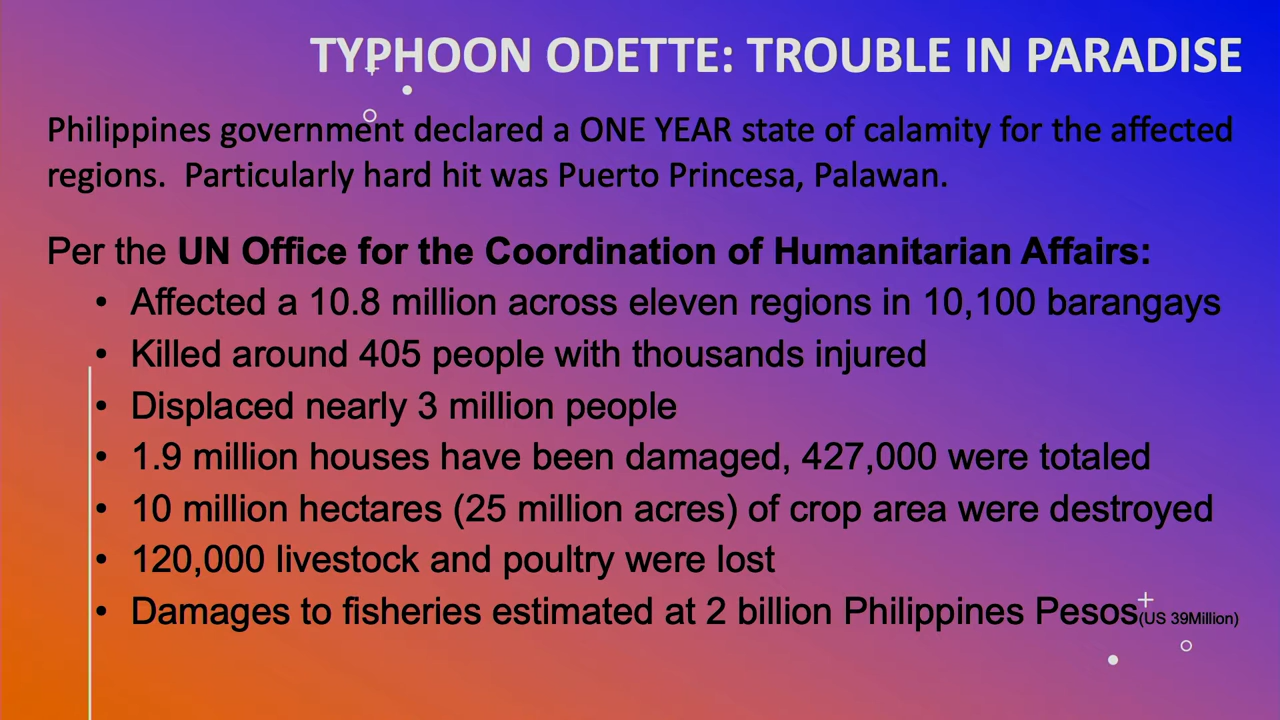 TYPHOON ODETTE: TROUBLE IN PARADISE
Philippines government declared a ONE YEAR state of calamity for the affected
regions.  Particularly hard hit was Puerto Princesa, Palawan.
Per the UN Office for the Coordination of Humanitarian Affairs:
• Affected a 10.8 million across eleven regions in 10,100 barangays
• Killed around 405 people with thousands injured
• Displaced nearly 3 million people
• 1.9 million houses have been damaged, 427,000 were totaled
• 10 million hectares (25 million acres) of crop area were destroyed
• 120,000 livestock and poultry were lost
• Damages to fisheries estimated at 2 billion Philippines Pesos(US 39Million)